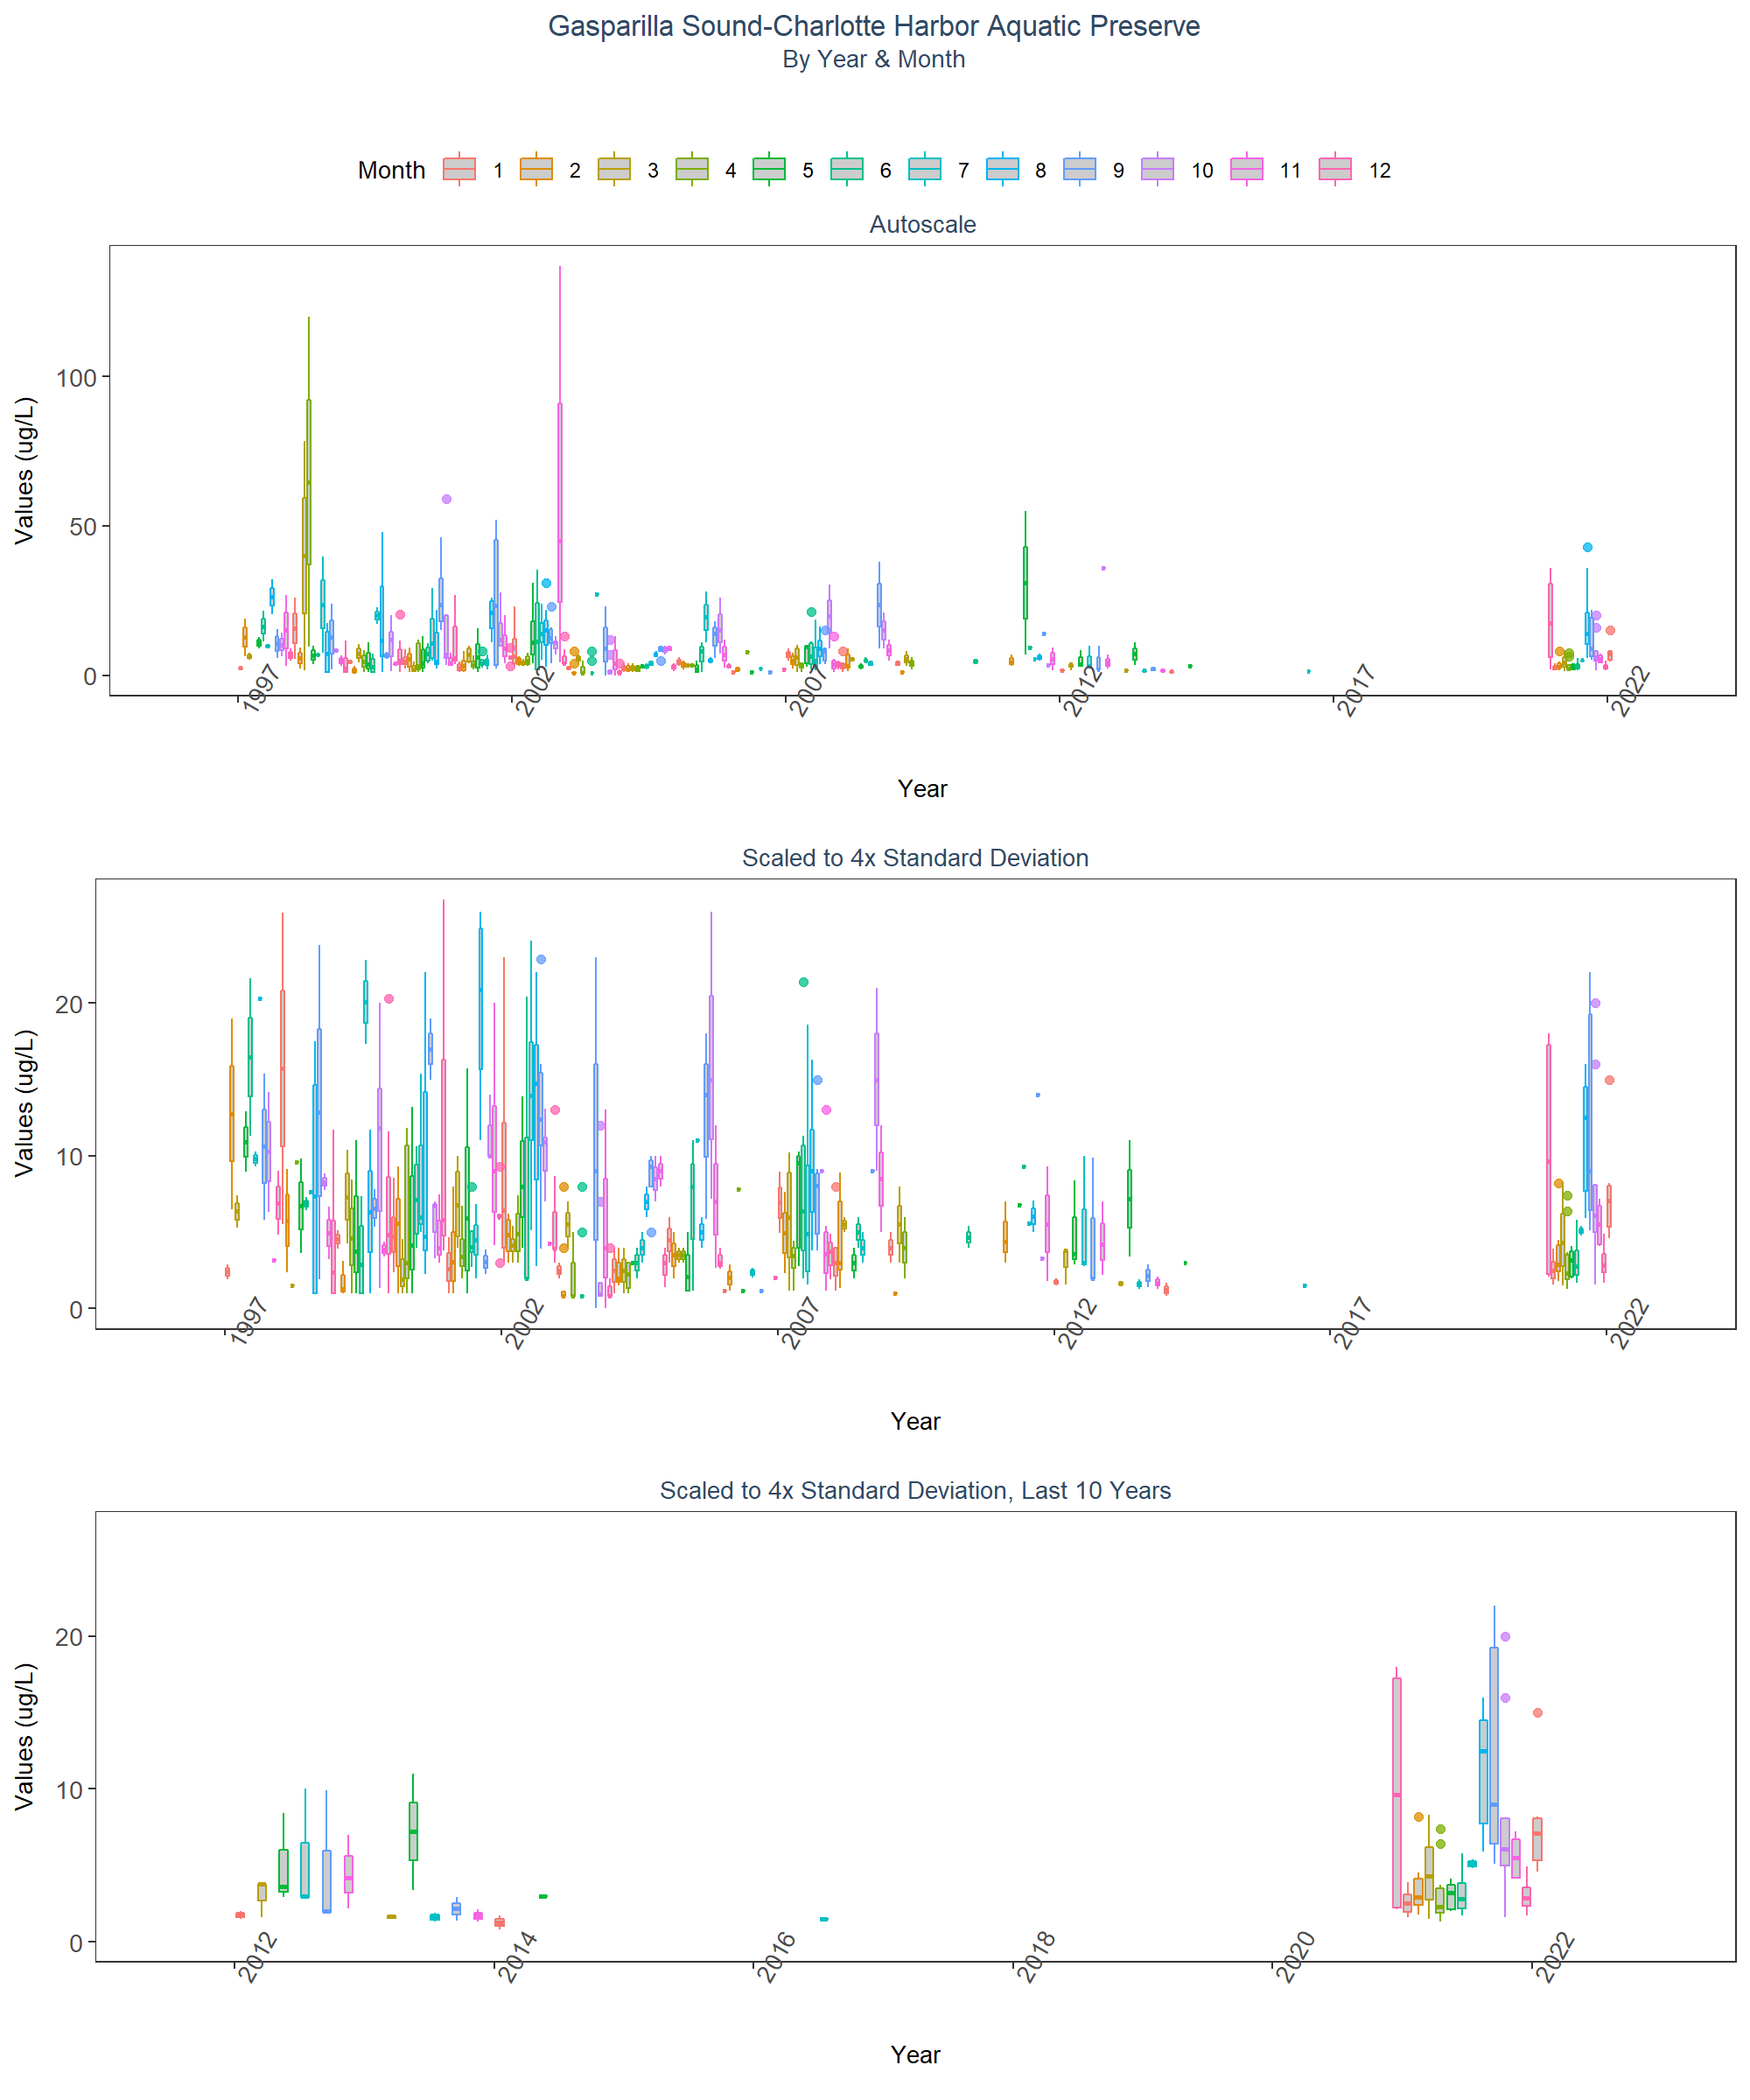 Gasparilla Sound-Charlotte Harbor Aquatic Preserve
By Year & Month
Month 1 2 3 4 5 6 7 8 9 10 11 12
Autoscale
Values (ug/L)
100
50
0
1997 2002 2007 2012 2017 2022
Year
Scaled to 4x Standard Deviation
Values (ug/L)
20
10
0
1997 2002 2007 2012 2017 2022
Year
Scaled to 4x Standard Deviation, Last 10 Years
Values (ug/L)
20
10
0
2012 2014 2016 2018 2020 2022
Year